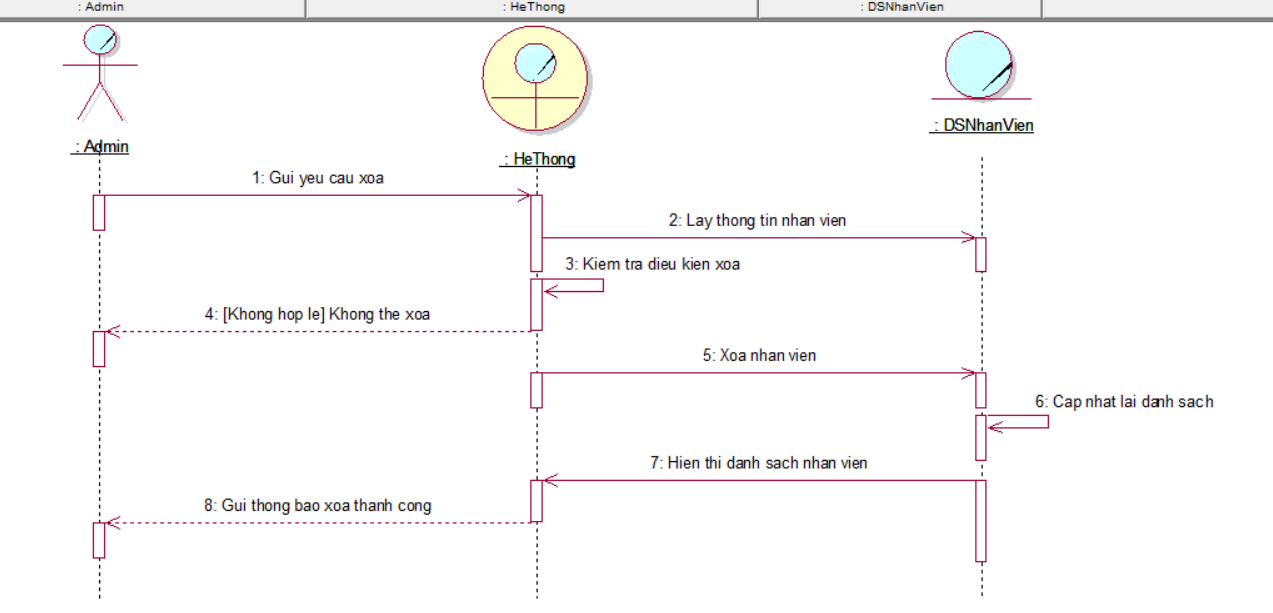 : Admin
: HeThong
: DSNhanVien
: Admin
: HeThong
: DSNhanVien
1: Gui yeu cau xoa
2: Lay thong tin nhan vien
3: Kiem tra dieu kien xoa
4: [Khong hop le] Khong the xoa
5: Xoa nhan vien
6: Cap nhat lai danh sach
7: Hien thi danh sach nhan vien
8: Gui thong bao xoa thanh cong